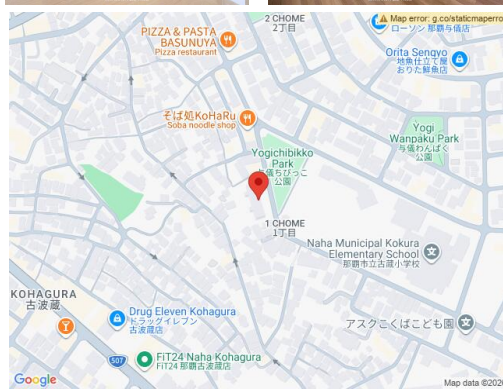 2 CHOME
2丁目
Map error: g.co/staticmaperro
ローソン 那覇与儀店
PIZZA & PASTA
BASUNUYA
Pizza restaurant
Orita Sengyo
地魚仕立て屋
おりた鮮魚店
そば処KoHaRu
Soba noodle shop
Yogi
Wanpaku Park
与儀わんぱく
公園
Yogichibikko
Park
与儀ちびっこ
公園
1 CHOME
1丁目
Naha Municipal Kokura
Elementary School
那覇市立古蔵小学校
KOHAGURA
古波蔵
Drug Eleven Kohagura
ドラッグイレブン
古波蔵店
アスクこくばこども園
507
FiT24 Naha Kohagura
FiT24 那覇古波蔵店
Google
Map data ©202